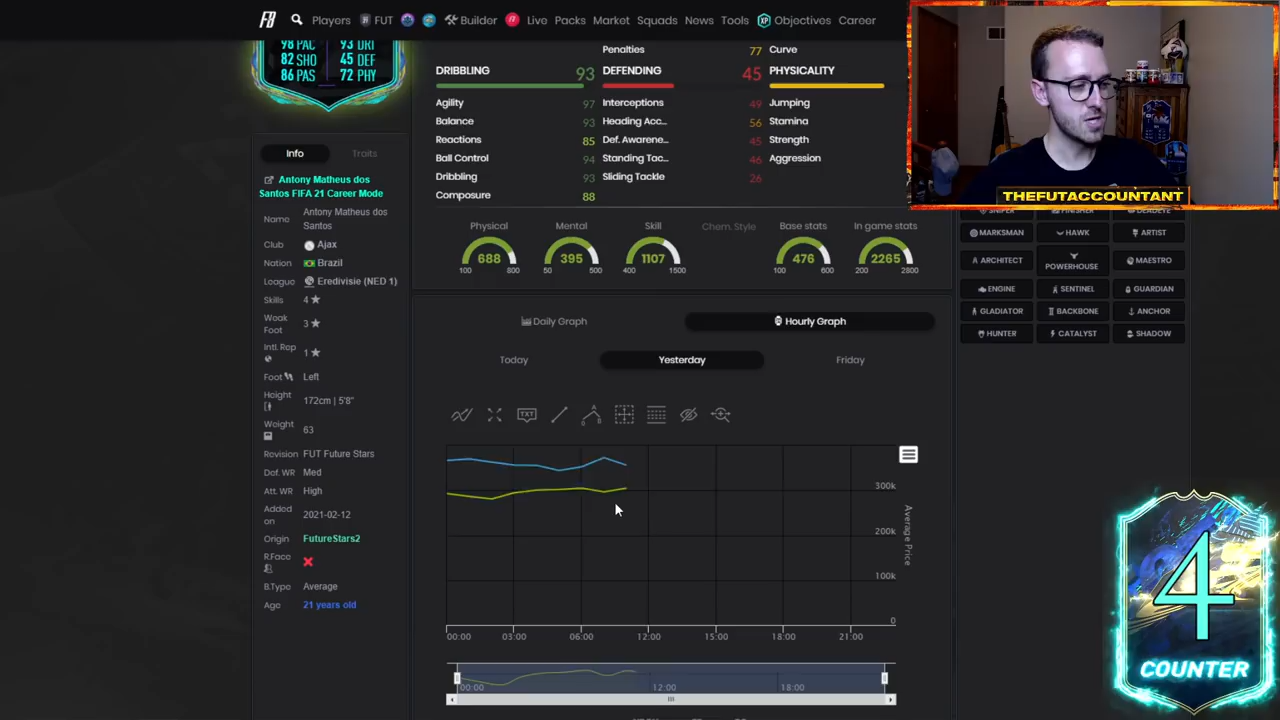 FB Players FUT Builder Live Packs Market Squads News Tools XP Objectives Career
98 PAC 93 DRI
82 SHO 45 DEF
86 PAS 72 PHY
Penalties 77 Curve
DRIBBLING 93 DEFENDING 45 PHYSICALITY
Agility 97 Interceptions 49 Jumping
Balance 93 Heading Acc... 56 Stamina
Reactions 85 Def. Awarene... 45 Strength
Ball Control 94 Standing Tac... 46 Aggression
Dribbling 93 Sliding Tackle 26
Composure 88
THEFUTACCOUNTANT
Info Traits
Antony Matheus dos
Santos FIFA 21 Career Mode
Name Antony Matheus dos
Santos
Club Ajax
Nation Brazil
League Eredivisie (NED 1)
Skills 4
Weak
Foot 3
Intl. Rep 1
Foot Left
Height 172cm | 5'8"
Weight 63
Revision FUT Future Stars
Def. WR Med
Att. WR High
Added
on 2021-02-12
Origin FutureStars2
R.Face
B.Type Average
Age 21 years old
Physical Mental Skill Chem. Style Base stats In game stats
688 395 1107 476 2265
100 800 50 500 400 1500 100 600 200 2800
SNIPER FINISHER DEADEYE
MARKSMAN HAWK ARTIST
ARCHITECT POWERHOUSE MAESTRO
ENGINE SENTINEL GUARDIAN
GLADIATOR BACKBONE ANCHOR
HUNTER CATALYST SHADOW
Daily Graph Hourly Graph
Today Yesterday Friday
TXT
300k
200k
100k
0
Average Price
00:00 03:00 06:00 12:00 15:00 18:00 21:00
00:00 12:00 18:00
4
COUNTER